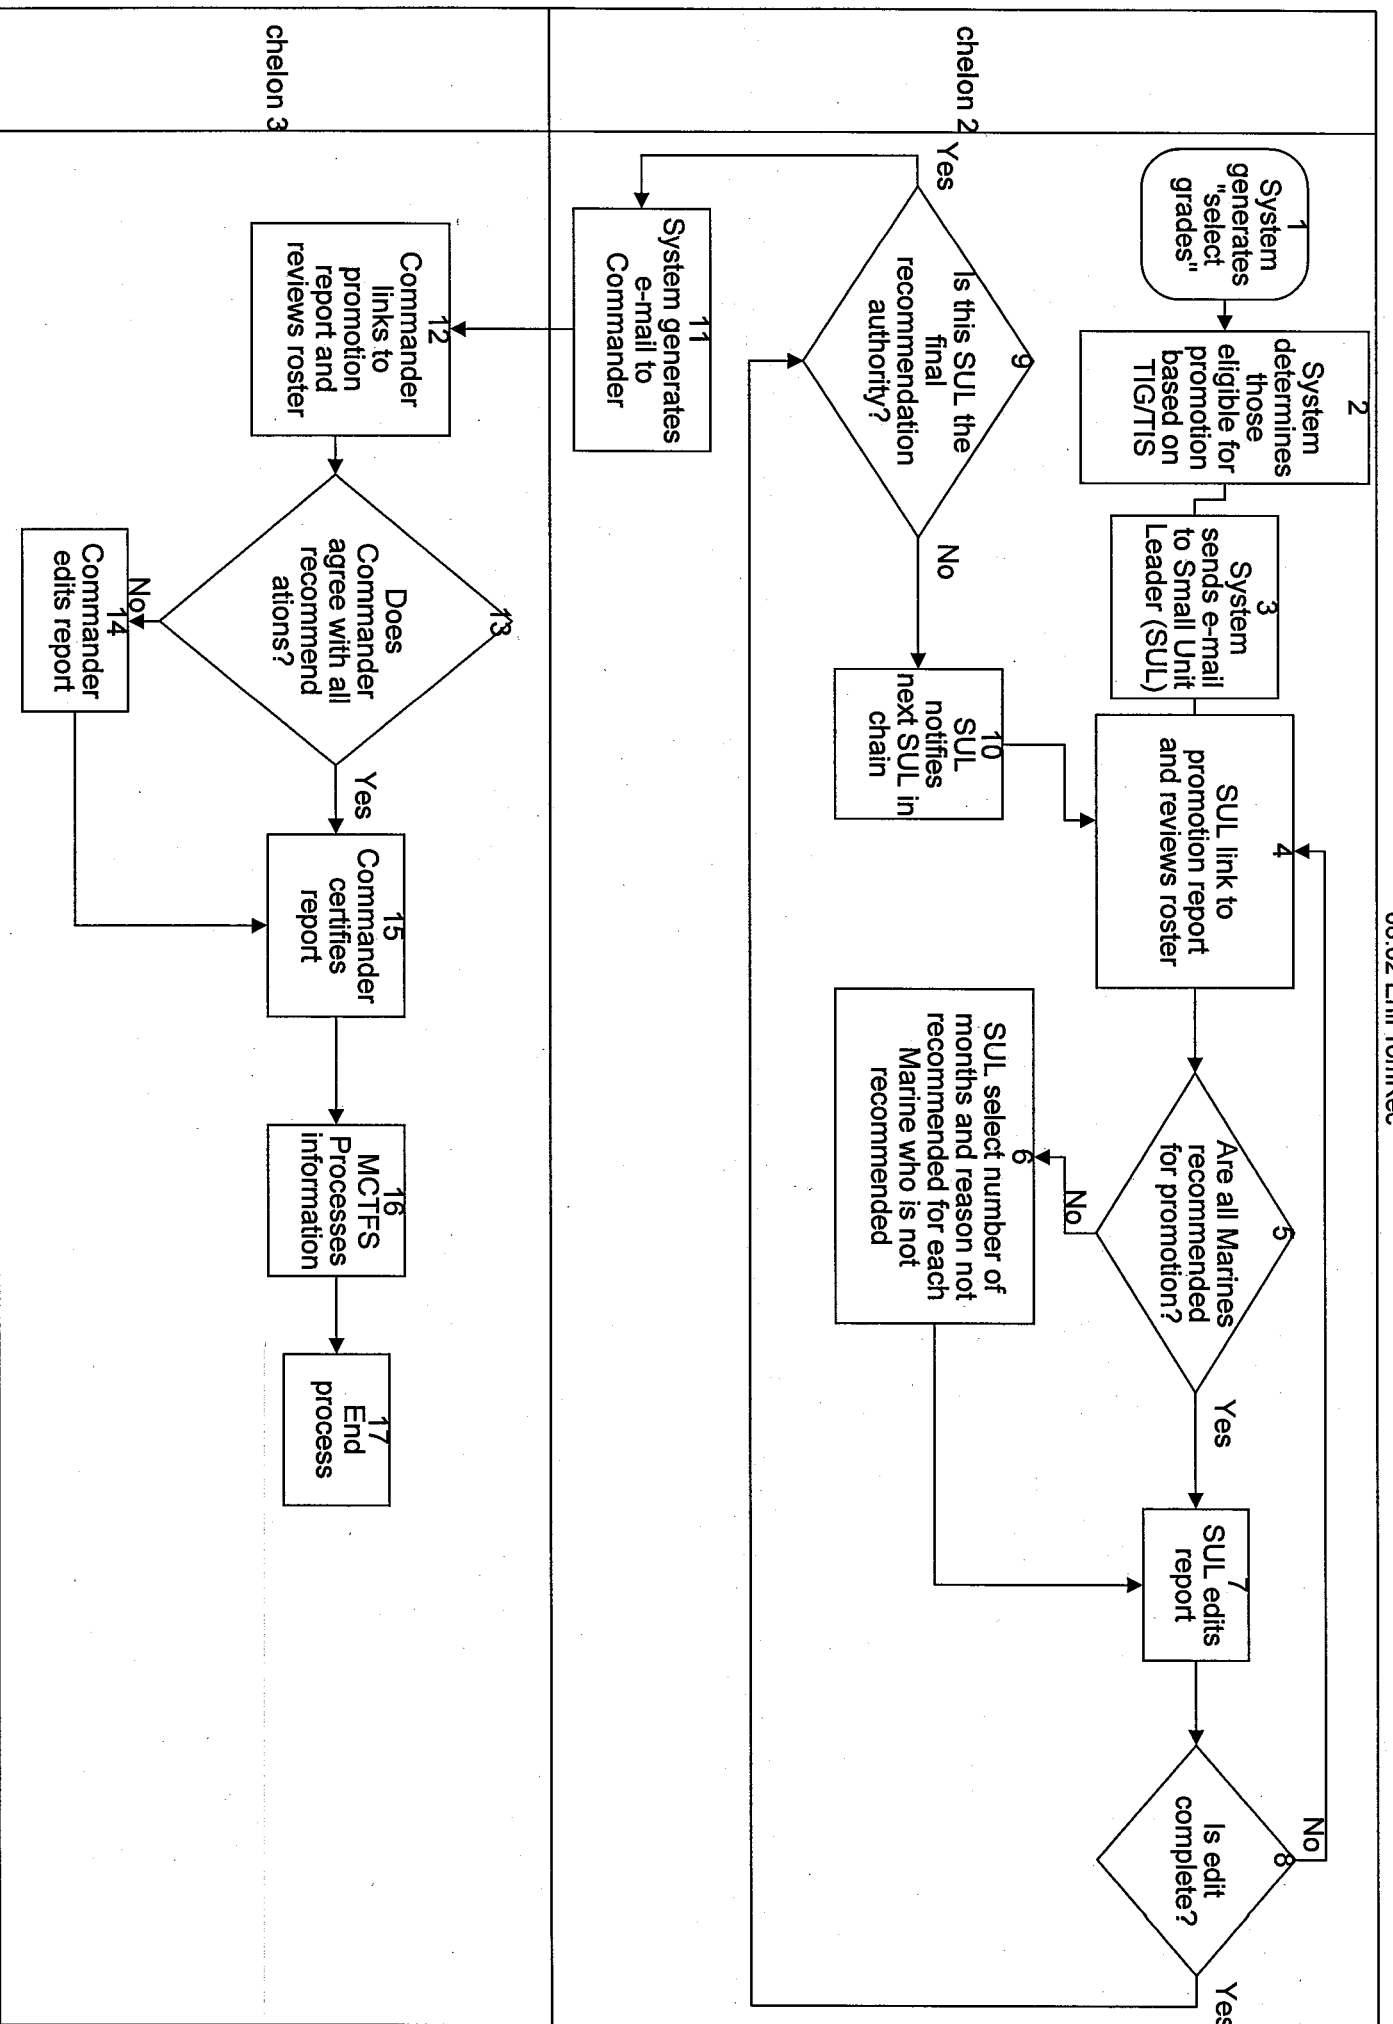 chelon 2
1
System
generates
"select
grades"
2
System
determines
those
eligible for
promotion
based on
TIG/TIS
3
System
sends e-mail
to Small Unit
Leader (SUL)
4
SUL link to
promotion report
and reviews roster
5
Are all Marines
recommended
for promotion?
No
Yes
6
SUL select number of
months and reason not
recommended for each
Marine who is not
recommended
7
SUL edits
report
8
Is edit
complete?
No
Yes
9
Is this SUL the
final
recommendation
authority?
Yes
No
10
SUL
notifies
next SUL in
chain
11
System generates
e-mail to
Commander
chelon 3
12
Commander
links to
promotion
report and
reviews roster
13
Does
Commander
agree with all
recommend
ations?
No
Yes
14
Commander
edits report
15
Commander
certifies
report
16
MCTFS
Processes
information
17
End
process